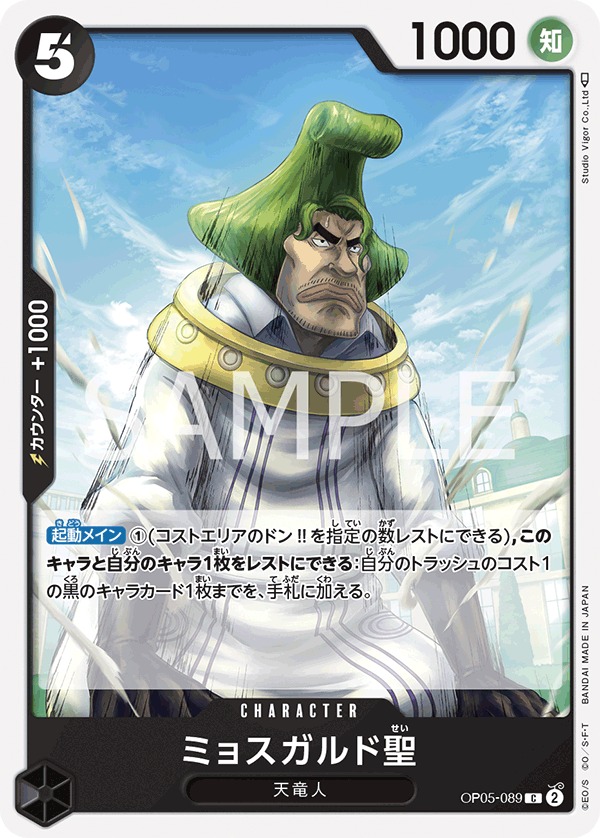 5
1000
知
Studio Vigor Co.,Ltd
カウンター +1000
SAMPLE
起動メイン ①(コストエリアのドン!!を指定の数レストにできる),この
キャラと自分のキャラ1枚をレストにできる:自分のトラッシュのコスト1
の黒のキャラカード1枚までを、手札に加える。
CHARACTER
ミョスガルド聖
天竜人
OP05-089 C 2
©E.O/S ©O/S・F・T BANDAI MADE IN JAPAN